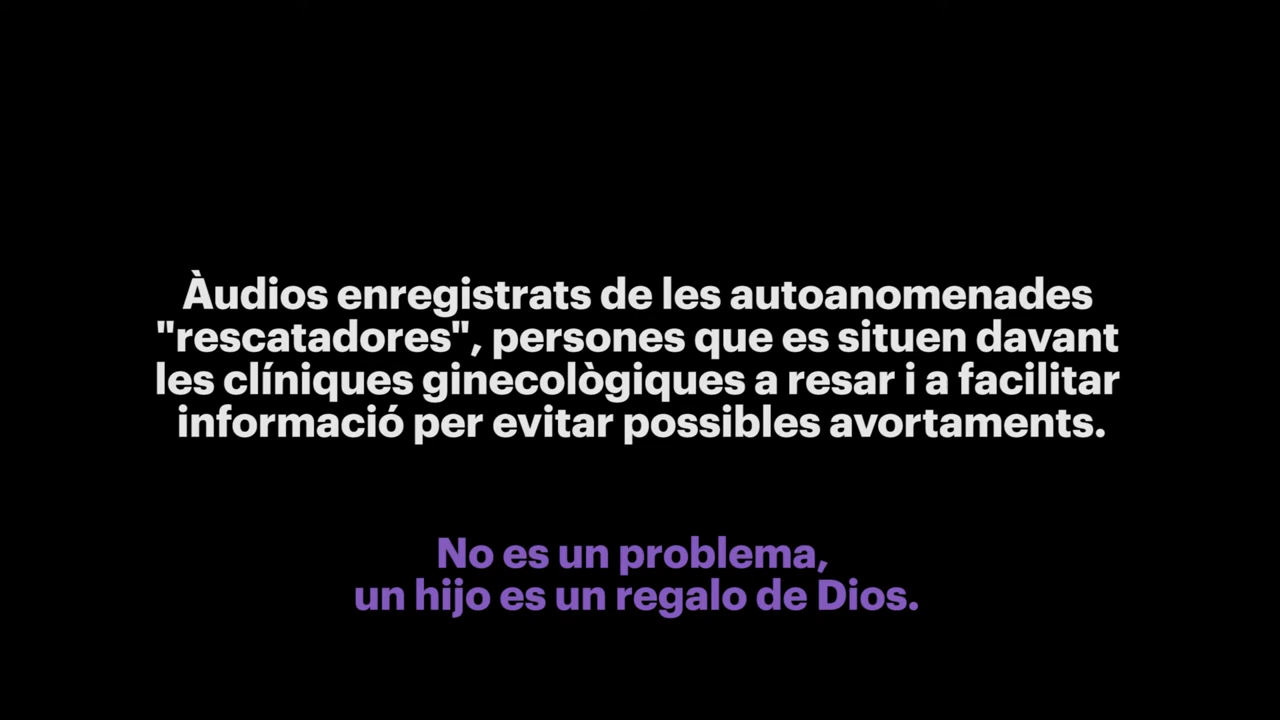 Àudios enregistrats de les autoanomenades
"rescatadores", persones que es situen davant
les clíniques ginecològiques a resar i a facilitar
informació per evitar possibles avortaments.
No es un problema,
un hijo es un regalo de Dios.